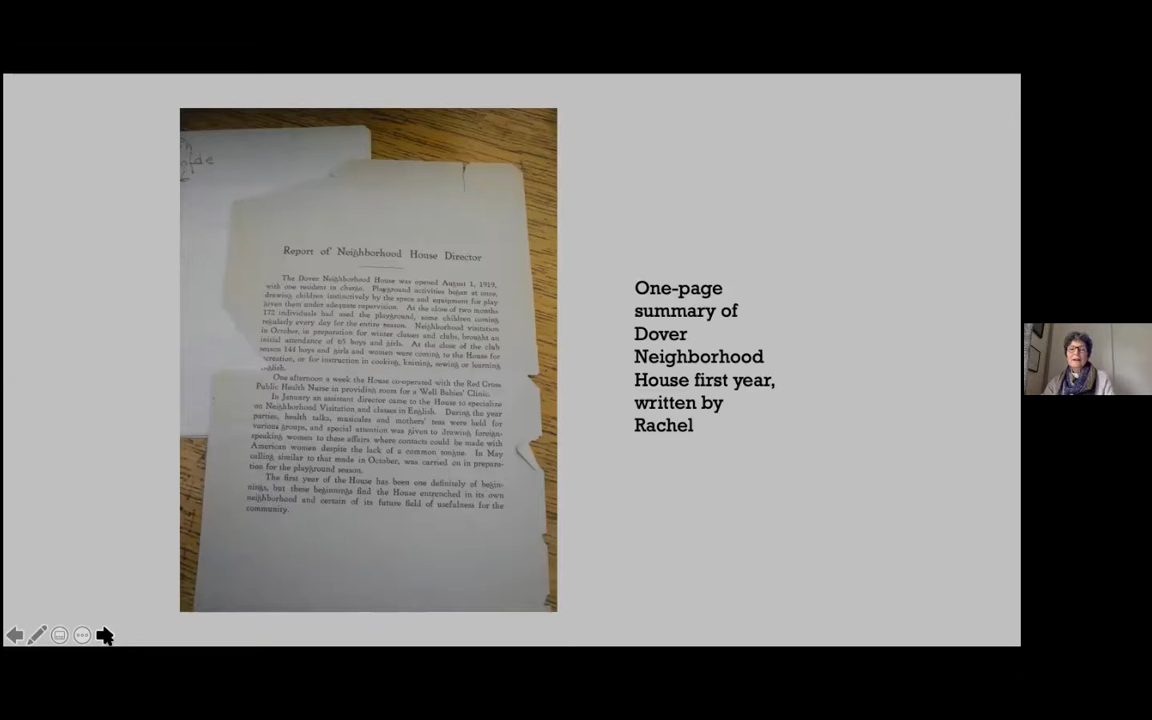 Report of Neighborhood House Director
The Dover Neighborhood House was opened August 1, 1919,
with one resident in charge. Playground activities began at once,
drawing children instinctively by the space and equipment for play
given them under adequate supervision. At the close of two months
172 individuals had used the playground, some children coming
regularly every day for the entire season. Neighborhood visitation
in October, in preparation for winter classes and clubs, brought an
initial attendance of 65 boys and girls. At the close of the club
season 144 boys and girls and women were coming to the House for
recreation, or for instruction in cooking, knitting, sewing or learning
English.
One afternoon a week the House co-operated with the Red Cross
Public Health Nurse in providing room for a Well Babies' Clinic.
In January an assistant director came to the House to specialize
on Neighborhood Visitation and classes in English. During the year
parties, health talks, musicales and mothers' teas were held for
various groups, and special attention was given to drawing foreign-
speaking women to these affairs where contacts could be made with
American women despite the lack of a common tongue. In May
calling similar to that made in October, was carried on in prepara-
tion for the playground season.
The first year of the House has been one definitely of begin-
nings, but these beginnings find the House entrenched in its own
neighborhood and certain of its future field of usefulness for the
community.
One-page
summary of
Dover
Neighborhood
House first year,
written by
Rachel